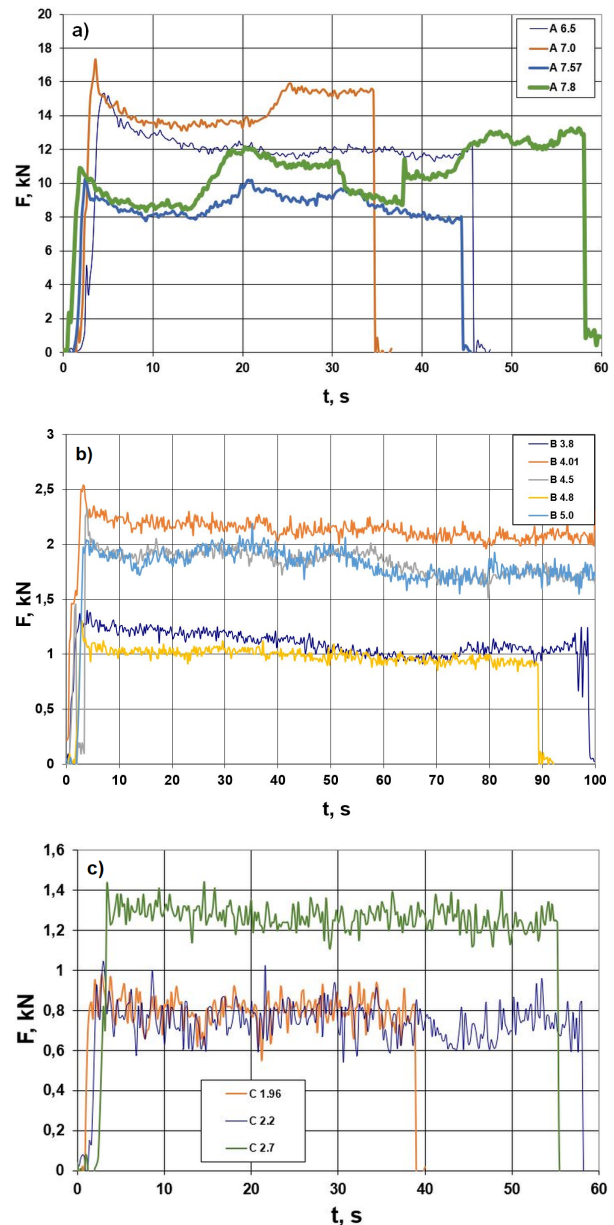 a)
A 6.5
A 7.0
A 7.57
A 7.8
20
18
16
14
12
10
8
6
4
2
0
F, kN
0 10 20 30 40 50 60
t, s
b)
B 3.8
B 4.01
B 4.5
B 4.8
B 5.0
3
2,5
2
1,5
1
0,5
0
F, kN
0 10 20 30 40 50 60 70 80 90 100
t, s
c)
1,6
1,4
1,2
1
0,8
0,6
0,4
0,2
0
F, kN
C 1.96
C 2.2
C 2.7
0 10 20 30 40 50 60
t, s